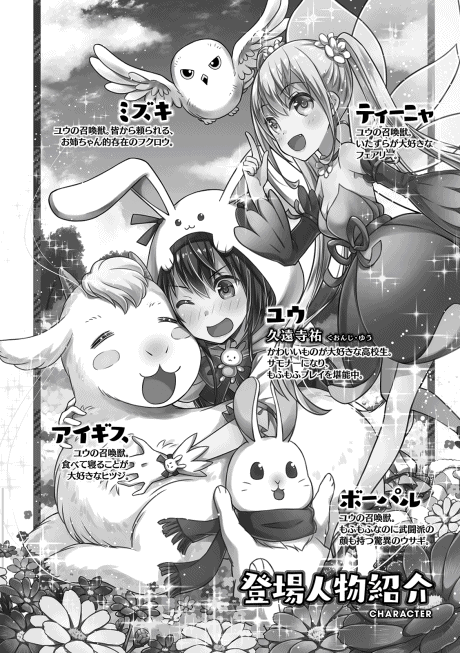 ミズキ
ユウの召喚獣。皆から頼られる、
お姉ちゃん的存在のフクロウ。
ティーニャ
ユウの召喚獣。
いたずらが大好きな
フェアリー。
ユウ
久遠寺祐 くおんじ・ゆう
かわいいものが大好きな高校生。
サモナーになり、
もふもふプレイを堪能中。
アイギス
ユウの召喚獣。
食べて寝ることが
大好きなヒツジ。
ボーパル
ユウの召喚獣。
もふもふなのに武闘派の
顔も持つ驚異のウサギ。
登場人物紹介
CHARACTER